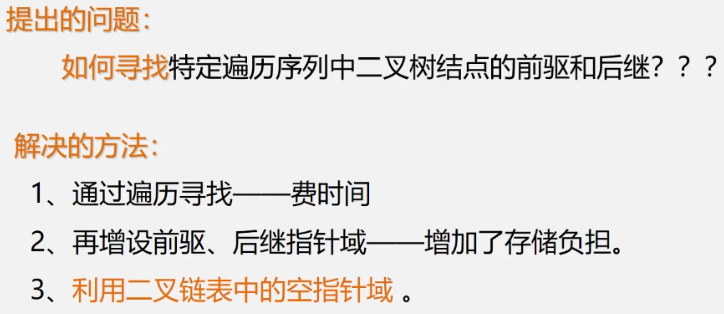 提出的问题：
如何寻找特定遍历序列中二叉树结点的前驱和后继？？？
解决的方法：
1、通过遍历寻找——费时间
2、再增设前驱、后继指针域——增加了存储负担。
3、利用二叉链表中的空指针域 。